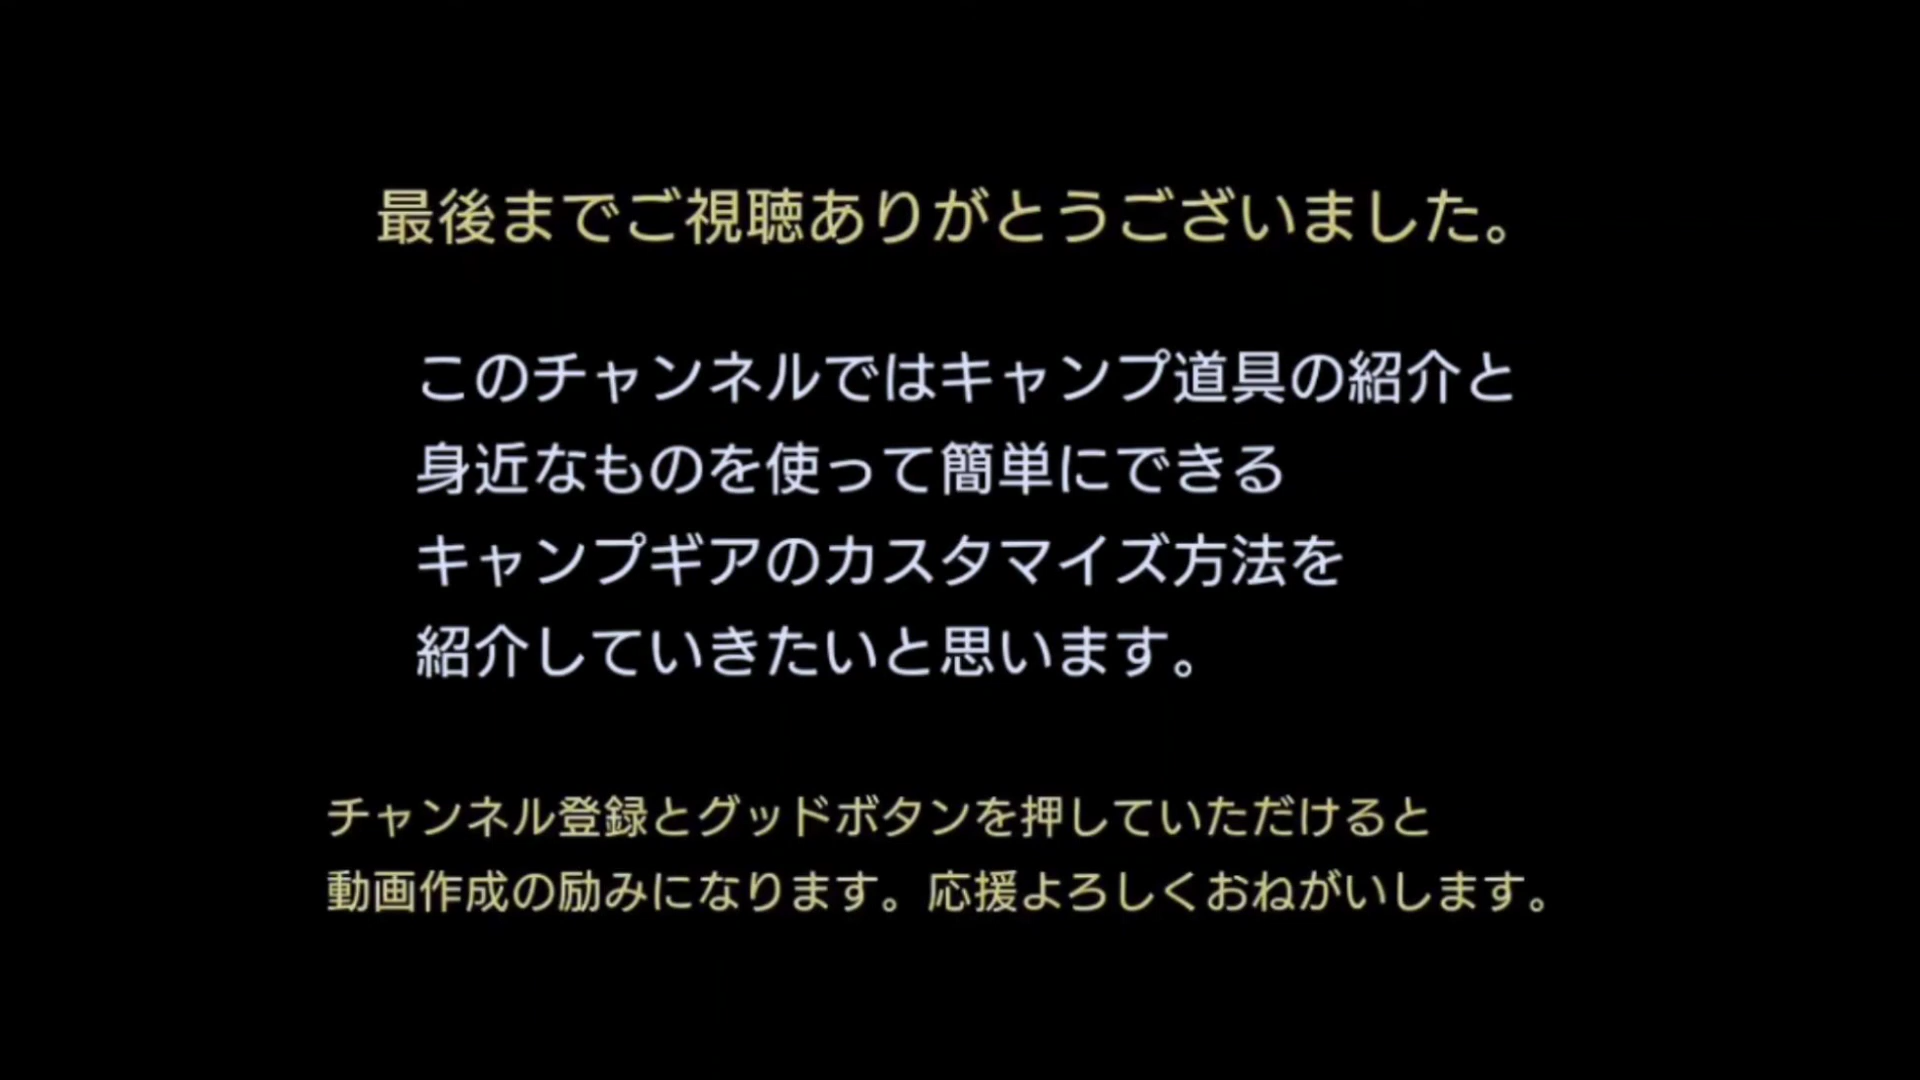 最後までご視聴ありがとうございました。
このチャンネルではキャンプ道具の紹介と
身近なものを使って簡単にできる
キャンプギアのカスタマイズ方法を
紹介していきたいと思います。
チャンネル登録とグッドボタンを押していただけると
動画作成の励みになります。応援よろしくおねがいします。